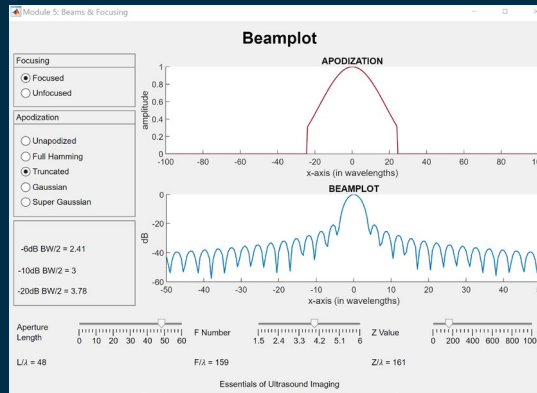 Module 5: Beams & Focusing
Beamplot
Focusing
Focused
Unfocused
Apodization
Unapodized
Full Hamming
Truncated
Gaussian
Super Gaussian
-6dB BW/2 = 2.41
-10dB BW/2 = 3
-20dB BW/2 = 3.78
APODIZATION
amplitude
1
0.8
0.6
0.4
0.2
0
-100 -80 -60 -40 -20 0 20 40 60 80 100
x-axis (in wavelengths)
BEAMPLOT
dB
0
-20
-40
-60
-50 -40 -30 -20 -10 0 10 20 30 40
x-axis (in wavelengths)
Aperture Length
0 10 20 30 40 50 60
L/λ = 48
F Number
1.5 2.4 3.3 4.2 5.1 6
F/λ = 159
Z Value
0 200 400 600 800 1000
Z/λ = 161
Essentials of Ultrasound Imaging